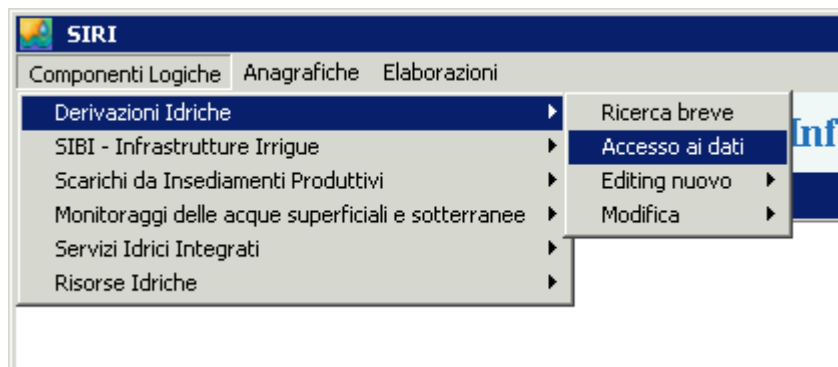 SIRI
Componenti Logiche Anagrafiche Elaborazioni
Derivazioni Idriche
SIBI - Infrastrutture Irrigue
Scarichi da Insediamenti Produttivi
Monitoraggi delle acque superficiali e sotterranee
Servizi Idrici Integrati
Risorse Idriche
Ricerca breve
Accesso ai dati
Editing nuovo
Modifica
Inf